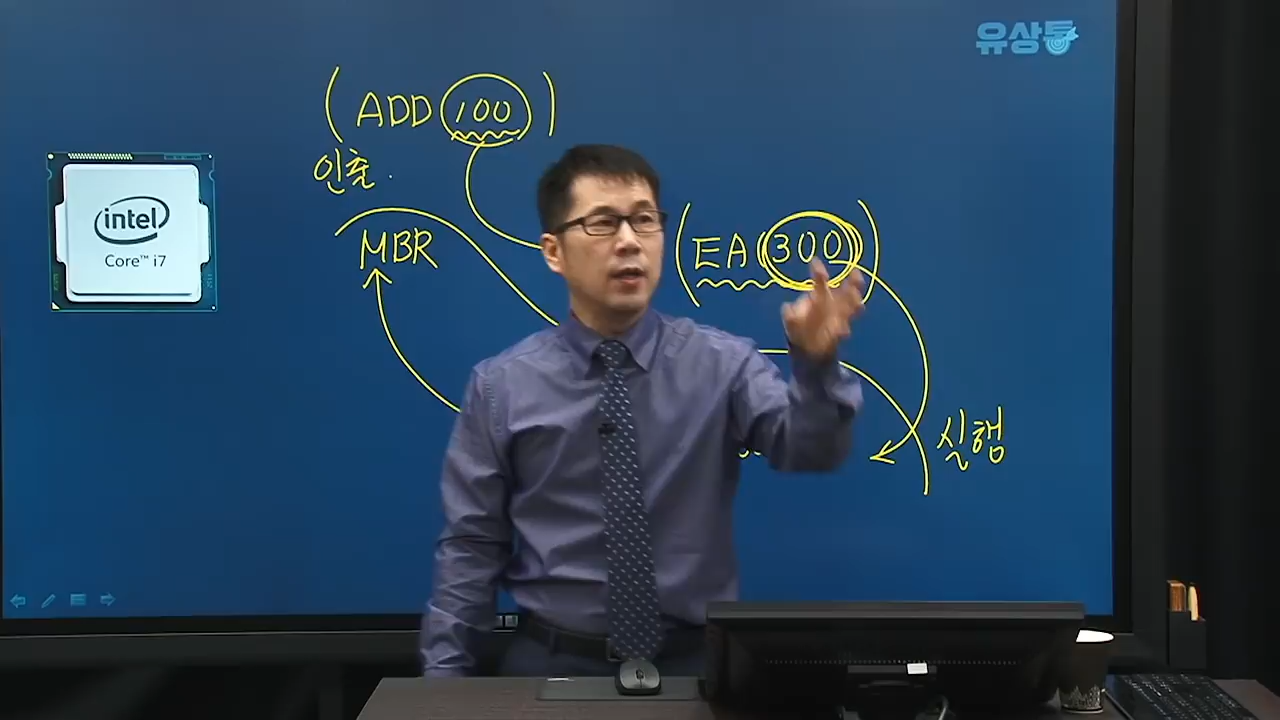 유상통
( ADD 100 )
인출.
intel
Core™ i7
MBR
( EA (300) )
실행